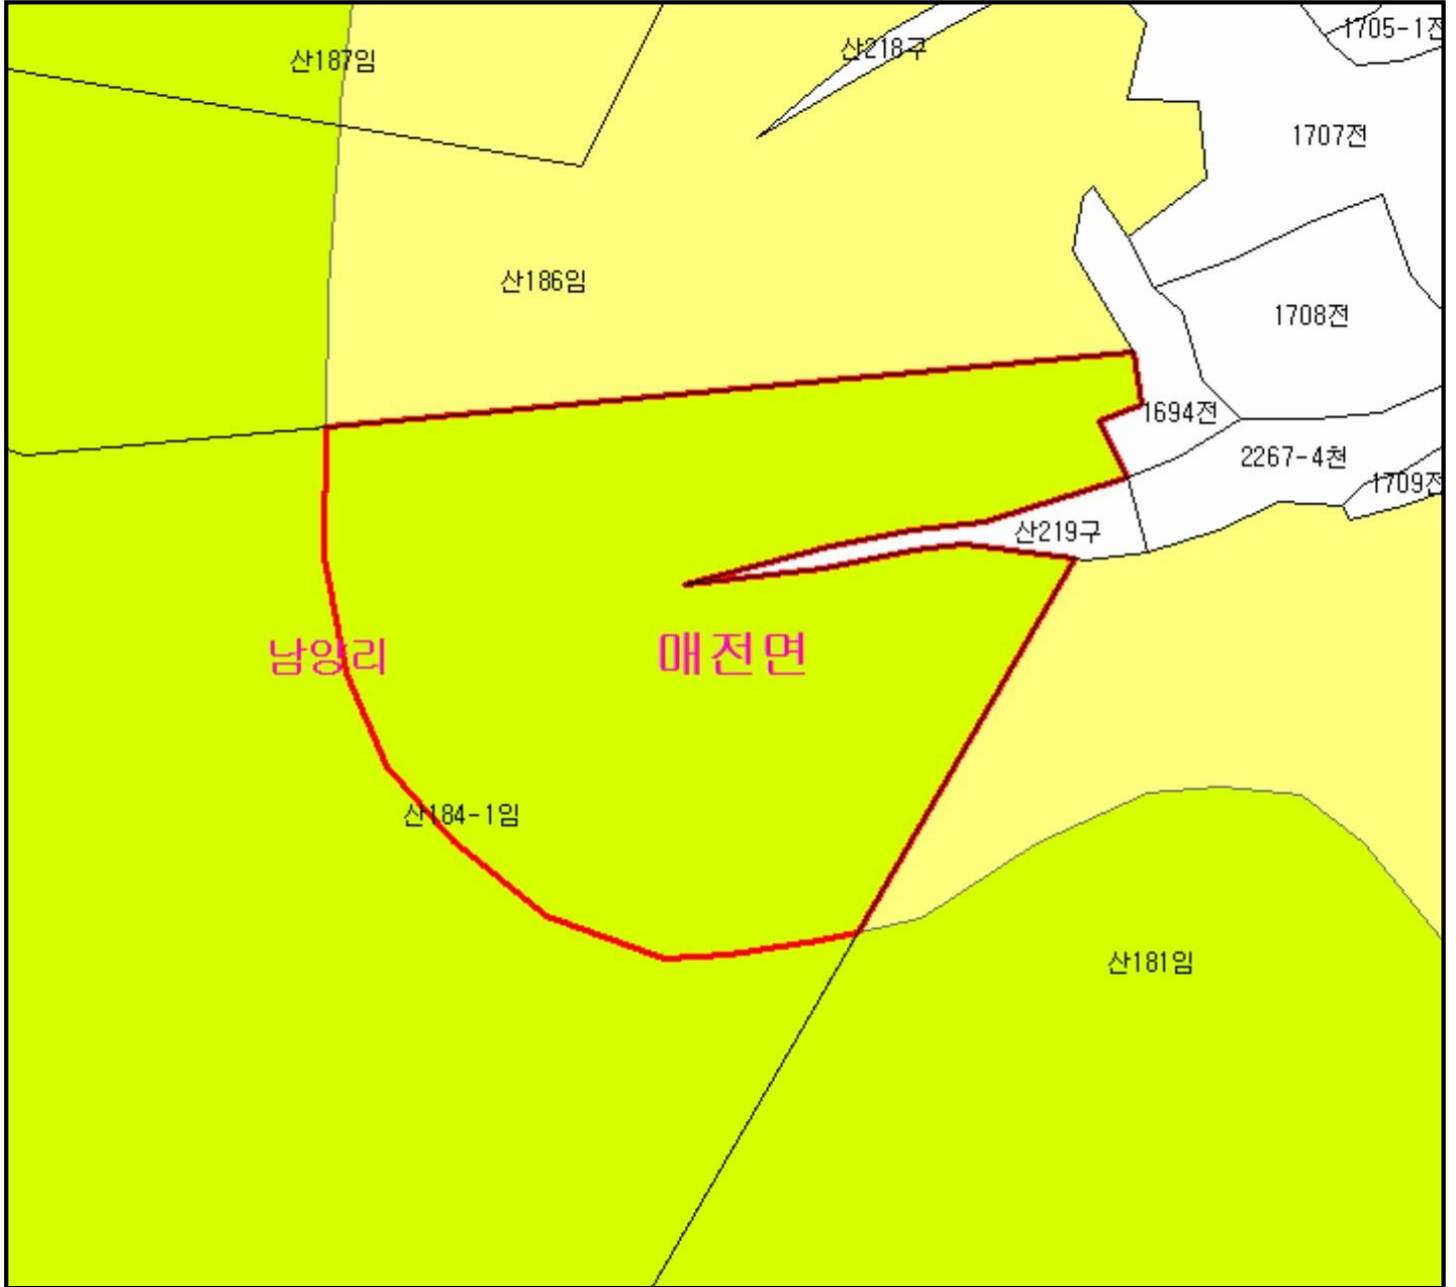 1705-1전
산218구
산187임
1707전
산186임
1708전
1694전
2267-4천
1709전
산219구
남양리
매전면
산184-1임
산181임